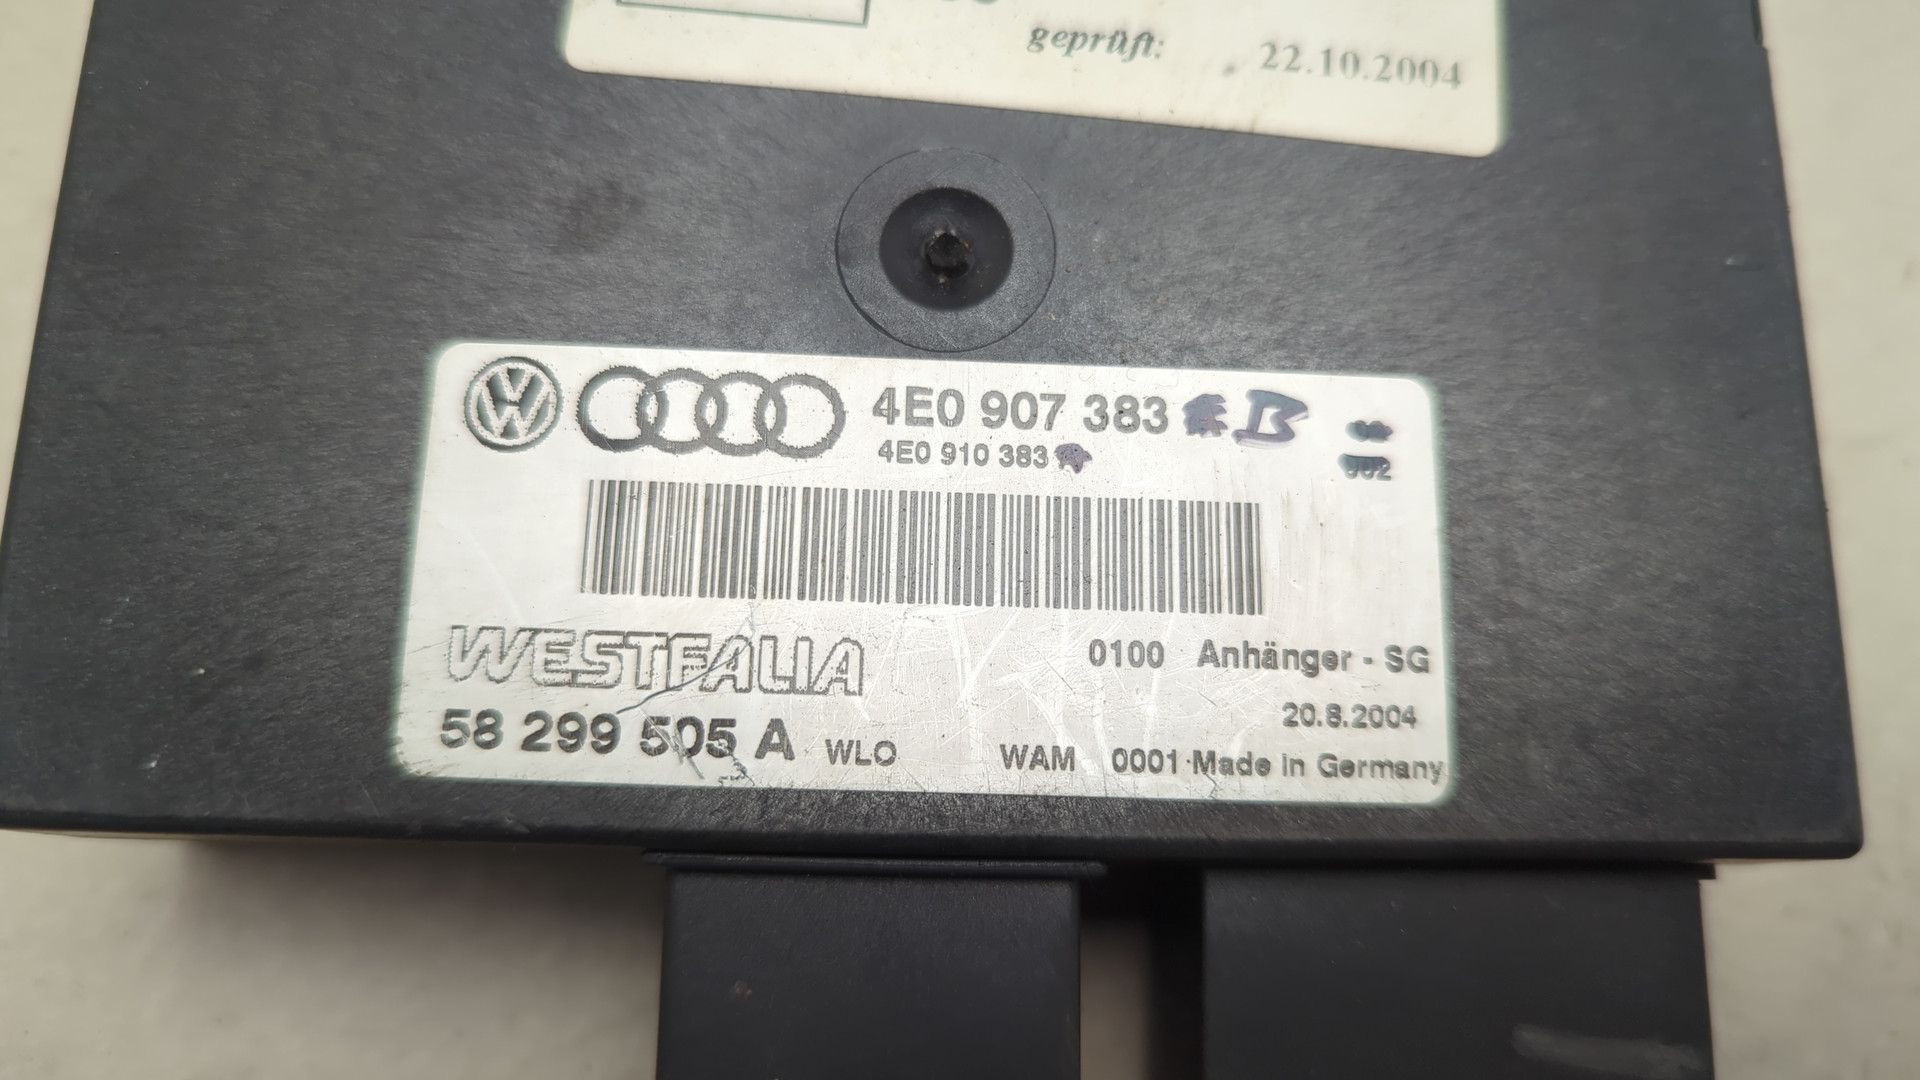 geprüft: 22.10.2004
4E0 907 383 B
4E0 910 383
WESTFALIA
0100 Anhänger - SG
20.8.2004
58 299 505 A WLO WAM 0001 Made in Germany